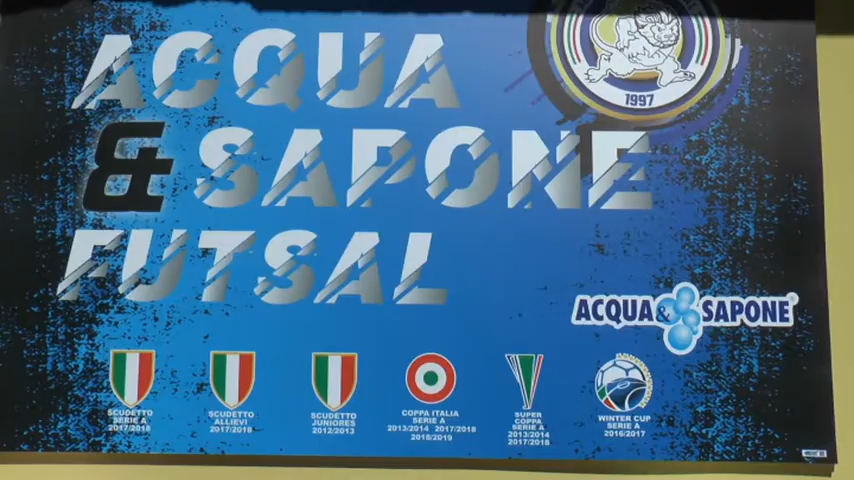 ACQUA
& SAPONE
FUTSAL
1997
ACQUA & SAPONE
SCUDETTO
SERIE A
2017/2018
SCUDETTO
ALLIEVI
2017/2018
SCUDETTO
JUNIORES
2012/2013
COPPA ITALIA
SERIE A
2013/2014 2017/2018
2018/2019
SUPER
COPPA
SERIE A
2013/2014
2017/2018
WINTER CUP
SERIE A
2016/2017